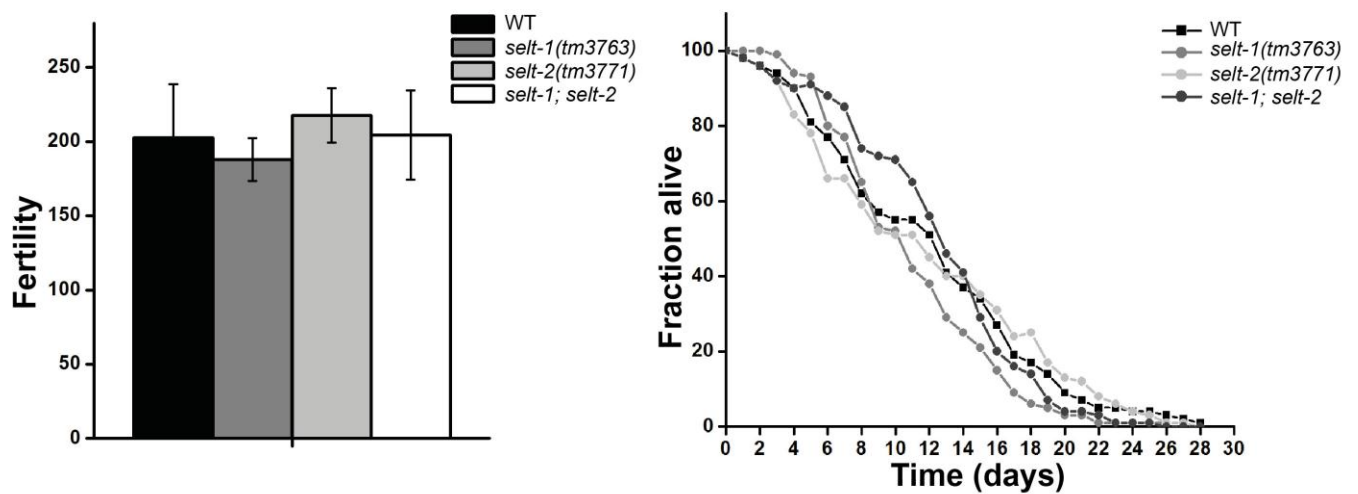 WT
selt-1(tm3763)
selt-2(tm3771)
selt-1; selt-2
250
200
150
100
50
0
Fertility
WT
selt-1(tm3763)
selt-2(tm3771)
selt-1; selt-2
100
80
60
40
20
0
Fraction alive
0 2 4 6 8 10 12 14 16 18 20 22 24 26 28 30
Time (days)